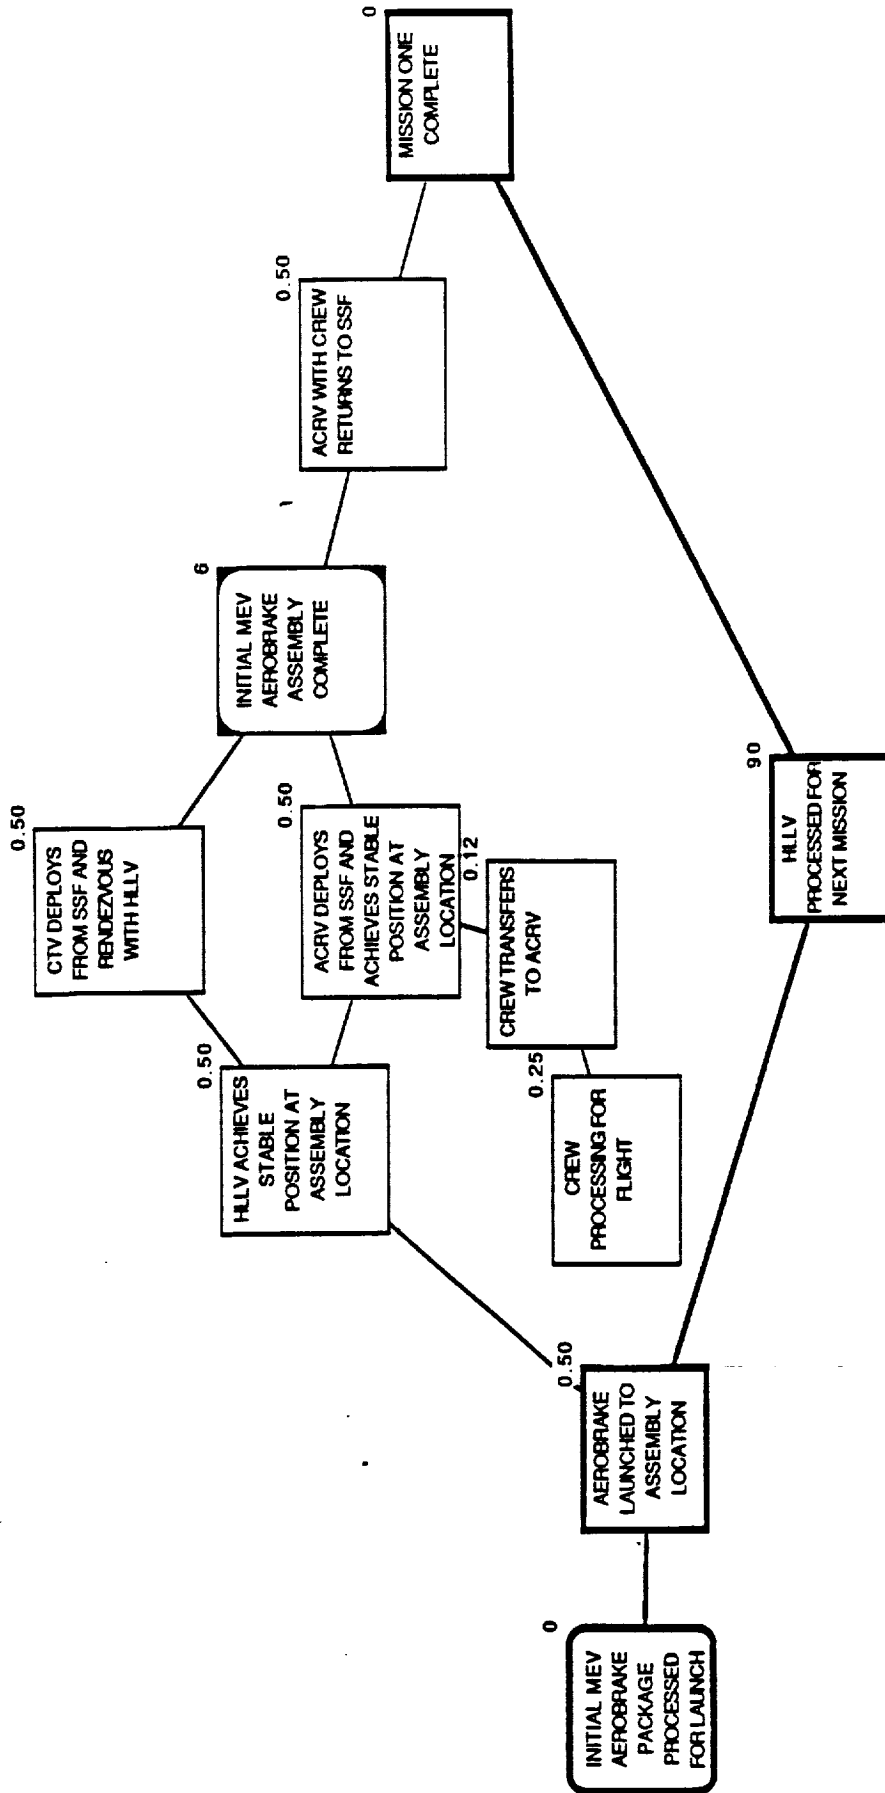 0
INITIAL MEV
AEROBRAKE
PACKAGE
PROCESSED
FOR LAUNCH
0.50
AEROBRAKE
LAUNCHED TO
ASSEMBLY
LOCATION
0.50
HLLV ACHIEVES
STABLE
POSITION AT
ASSEMBLY
LOCATION
0.25
CREW
PROCESSING FOR
FLIGHT
0.50
CTV DEPLOYS
FROM SSF AND
RENDEZVOUS
WITH HLLV
0.50
ACRV DEPLOYS
FROM SSF AND
ACHIEVES STABLE
POSITION AT
ASSEMBLY
LOCATION
0.12
CREW TRANSFERS
TO ACRV
90
HLLV
PROCESSED FOR
NEXT MISSION
6
INITIAL MEV
AEROBRAKE
ASSEMBLY
COMPLETE
0.50
ACRV WITH CREW
RETURNS TO SSF
0
MISSION ONE
COMPLETE